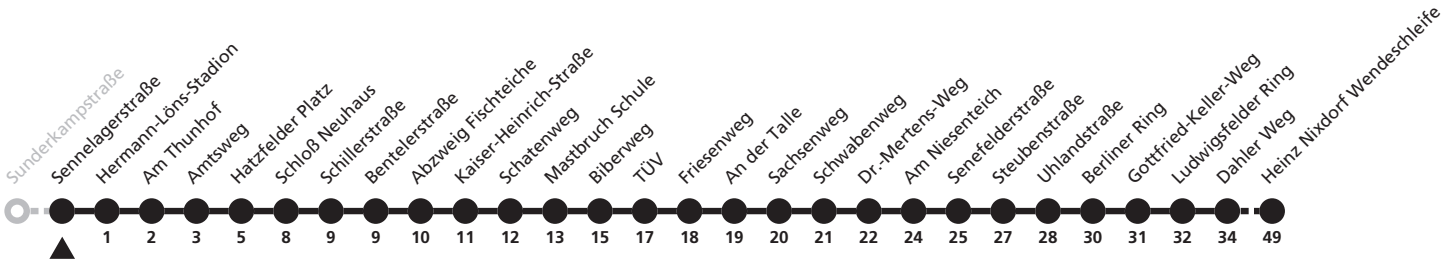 Sunderkampstraße
Sennelagerstraße
Hermann-Löns-Stadion
Am Thunhof
Amtsweg
Hatzfelder Platz
Schloß Neuhaus
Schillerstraße
Bentelerstraße
Abzweig Fischteiche
Kaiser-Heinrich-Straße
Schatenweg
Mastbruch Schule
Biberweg
TÜV
Friesenweg
An der Talle
Sachsenweg
Schwabenweg
Dr.-Mertens-Weg
Am Niesenteich
Senefelderstraße
Steubenstraße
Uhlandstraße
Berliner Ring
Gottfried-Keller-Weg
Ludwigsfelder Ring
Dahler Weg
Heinz Nixdorf Wendeschleife
1 2 3 5 8 9 9 10 11 12 13 15 17 18 19 20 21 22 24 25 27 28 30 31 32 34 49